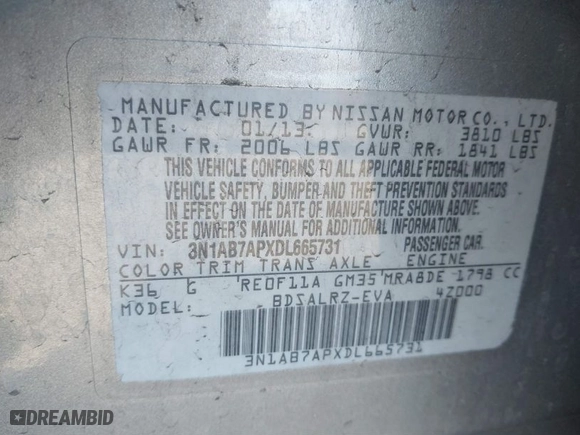 MANUFACTURED BY NISSAN MOTOR CO., LTD.
DATE: 01/13 GVWR: 3810 LBS
GAWR FR: 2006 LBS GAWR RR: 1841 LBS
THIS VEHICLE CONFORMS TO ALL APPLICABLE FEDERAL MOTOR
VEHICLE SAFETY, BUMPER AND THEFT PREVENTION STANDARDS
IN EFFECT ON THE DATE OF MANUFACTURE SHOWN ABOVE.
SEE OWNER'S MANUAL FOR ADDITIONAL INFORMATION.
VIN: 3N1AB7APXDL665731 PASSENGER CAR
COLOR TRIM TRANS AXLE ENGINE
K36 G RE0F11A GM35 MRA8DE 1798 CC
MODEL: BDSALRZ-EVA 4Z000
3N1AB7APXDL665731
DREAMBID